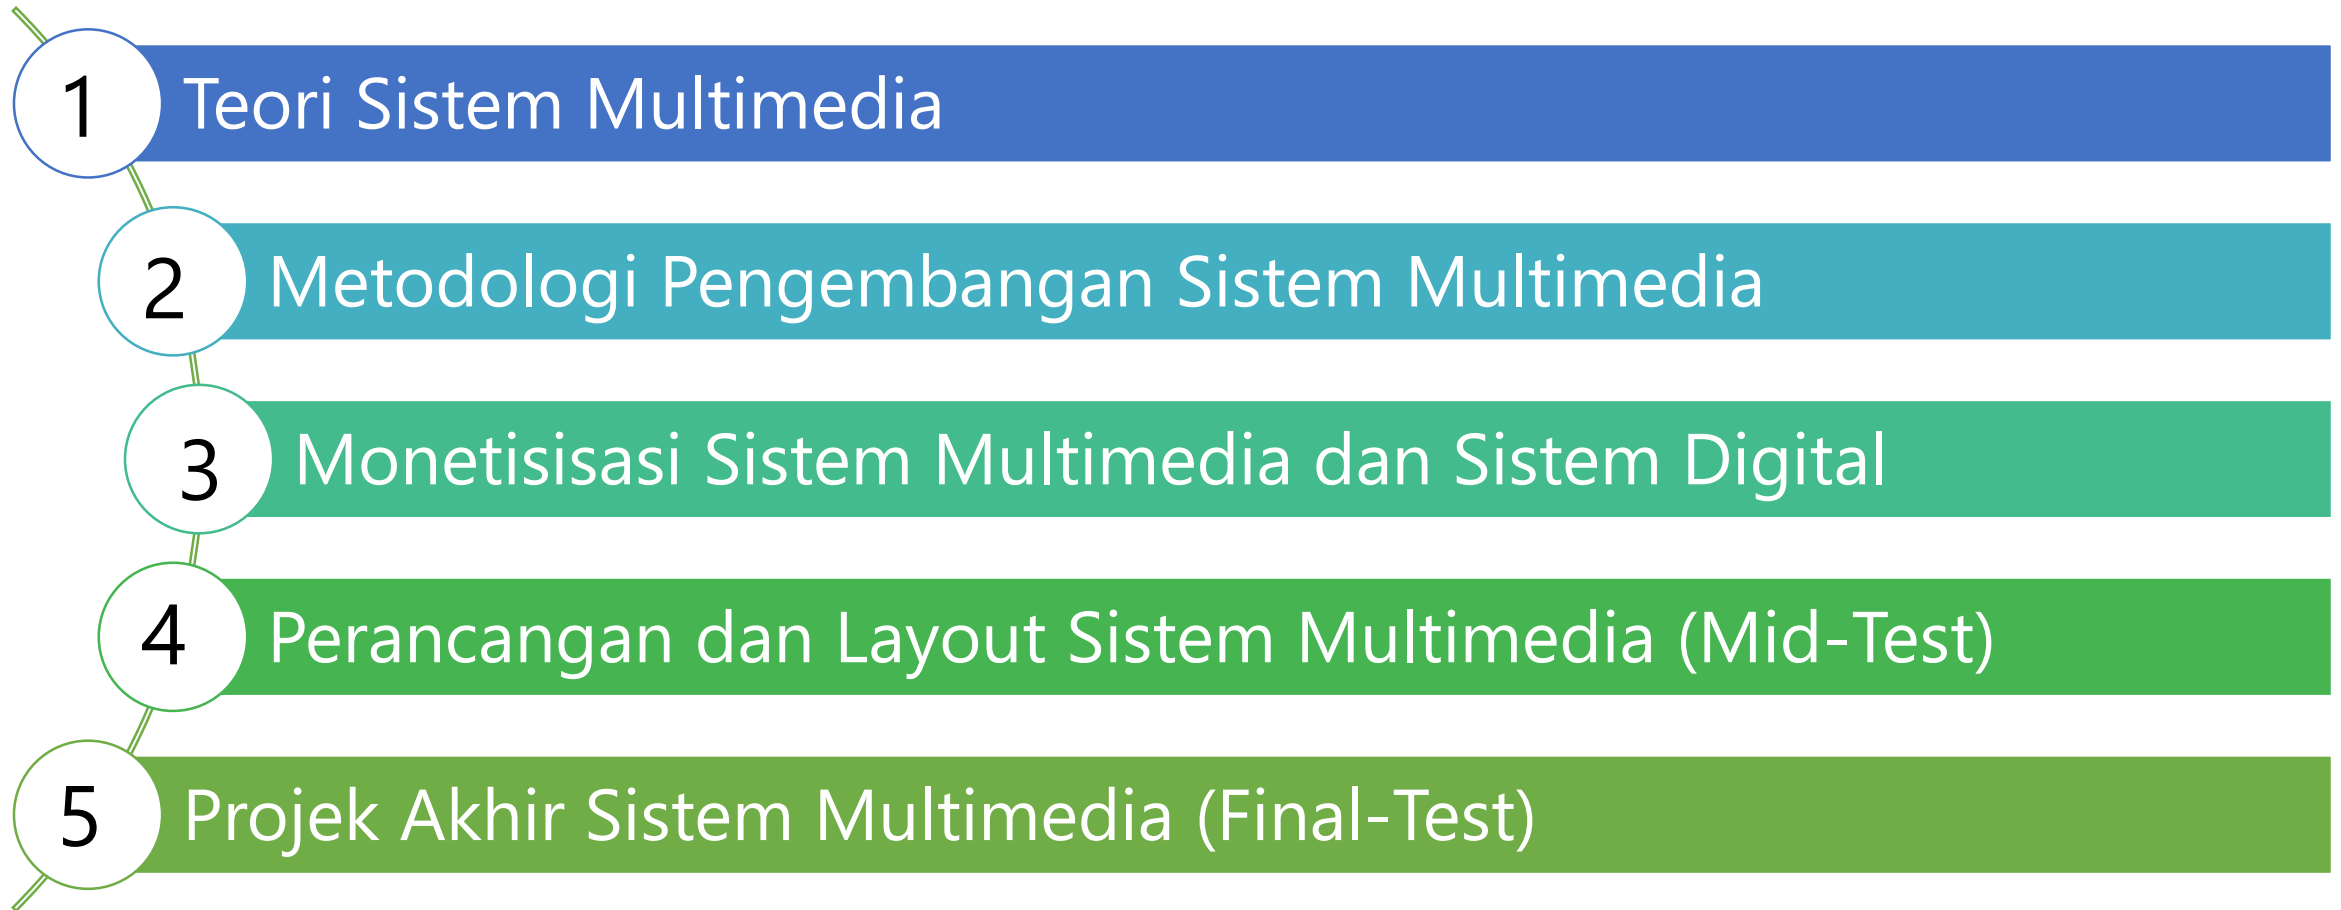 1 Teori Sistem Multimedia
2 Metodologi Pengembangan Sistem Multimedia
3 Monetisisasi Sistem Multimedia dan Sistem Digital
4 Perancangan dan Layout Sistem Multimedia (Mid-Test)
5 Projek Akhir Sistem Multimedia (Final-Test)